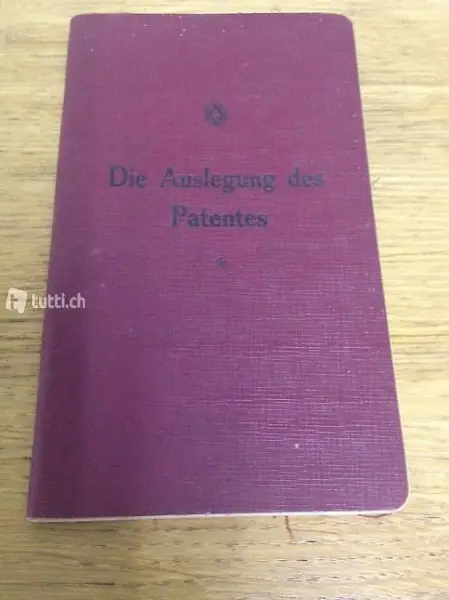 Die Auslegung des
Patentes
tutti.ch